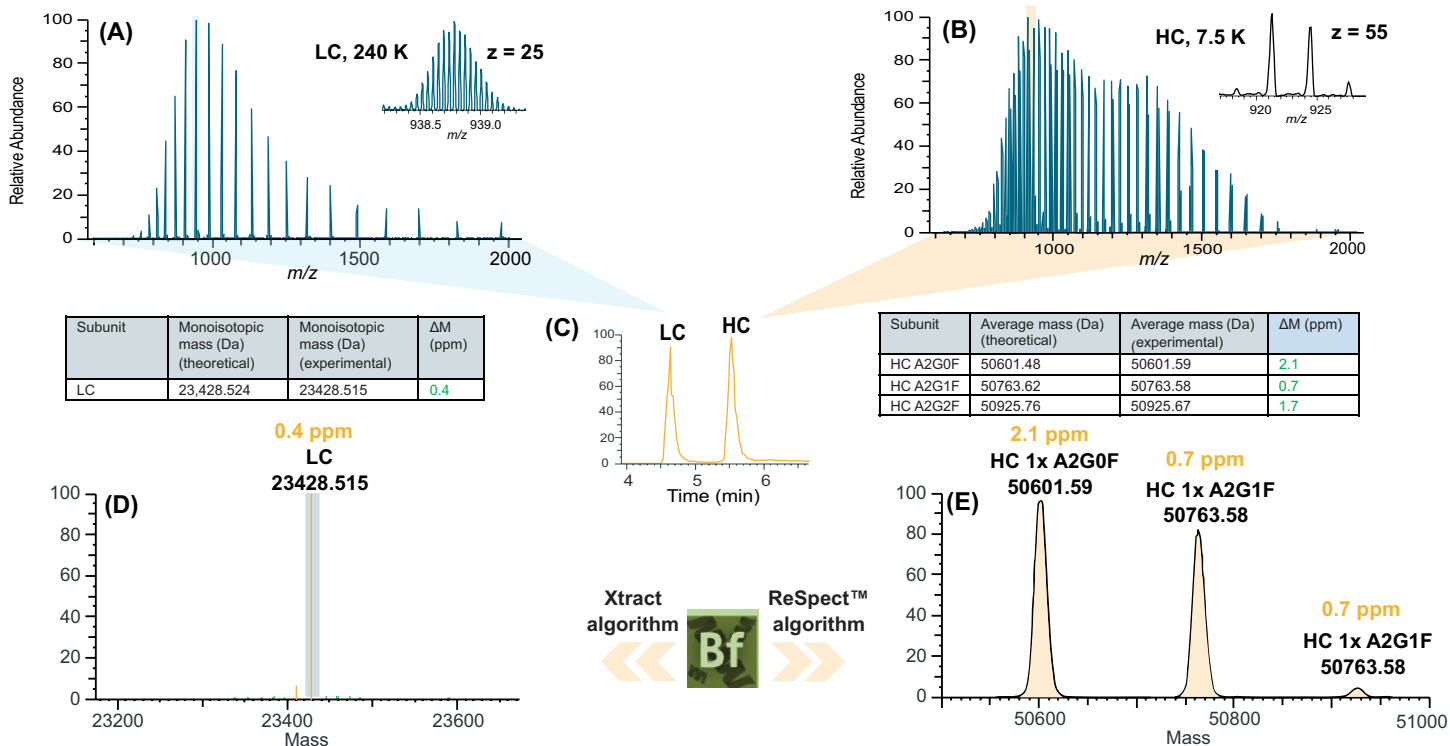 (A)
LC, 240 K
z = 25
Relative Abundance
100
80
60
40
20
0
938.5
939.0
m/z
1000
1500
2000
m/z
(B)
HC, 7.5 K
z = 55
Relative Abundance
100
80
60
40
20
0
920
925
m/z
1000
1500
2000
m/z
Subunit
Monoisotopic mass (Da) (theoretical)
Monoisotopic mass (Da) (experimental)
ΔM (ppm)
LC
23,428.524
23428.515
0.4
(C)
LC
HC
100
80
60
40
20
0
4
5
6
Time (min)
Subunit
Average mass (Da) (theoretical)
Average mass (Da) (experimental)
ΔM (ppm)
HC A2G0F
50601.48
50601.59
2.1
HC A2G1F
50763.62
50763.58
0.7
HC A2G2F
50925.76
50925.67
1.7
(D)
0.4 ppm
LC
23428.515
100
80
60
40
20
0
23200
23400
23600
Mass
Xtract
algorithm
Bf
ReSpect™
algorithm
(E)
2.1 ppm
HC 1x A2G0F
50601.59
0.7 ppm
HC 1x A2G1F
50763.58
0.7 ppm
HC 1x A2G1F
50763.58
100
80
60
40
20
0
50600
50800
51000
Mass